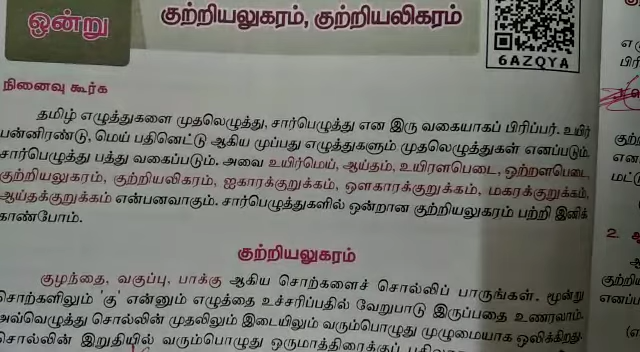 ஒன்று
குற்றியலுகரம், குற்றியலிகரம்
6AZQYA
நினைவு கூர்க
தமிழ் எழுத்துகளை முதலெழுத்து, சார்பெழுத்து என இரு வகையாகப் பிரிப்பர். உயிர்
பன்னிரண்டு, மெய் பதினெட்டு ஆகிய முப்பது எழுத்துகளும் முதலெழுத்துகள் எனப்படும்.
சார்பெழுத்து பத்து வகைப்படும். அவை உயிர்மெய், ஆய்தம், உயிரளபெடை, ஒற்றளபெடை,
குற்றியலுகரம், குற்றியலிகரம், ஐகாரக்குறுக்கம், ஔகாரக்குறுக்கம், மகரக்குறுக்கம்,
ஆய்தக்குறுக்கம் என்பனவாகும். சார்பெழுத்துகளில் ஒன்றான குற்றியலுகரம் பற்றி இனிக்
காண்போம்.
குற்றியலுகரம்
குழந்தை, வகுப்பு, பாக்கு ஆகிய சொற்களைச் சொல்லிப் பாருங்கள். மூன்று
சொற்களிலும் 'கு' என்னும் எழுத்தை உச்சரிப்பதில் வேறுபாடு இருப்பதை உணரலாம்.
அவ்வெழுத்து சொல்லின் முதலிலும் இடையிலும் வரும்பொழுது முழுமையாக ஒலிக்கிறது.
சொல்லின் இறுதியில் வரும்பொழுது ஒருமாத்திரைக்குப்
2